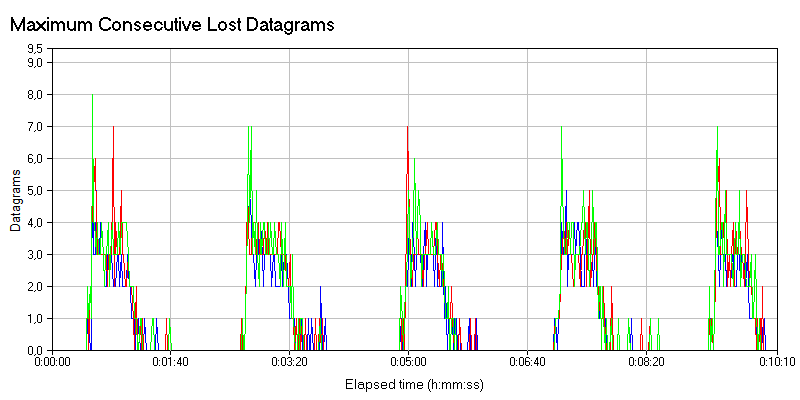 Maximum Consecutive Lost Datagrams
9,5
9,0
8,0
7,0
6,0
5,0
4,0
3,0
2,0
1,0
0,0
Datagrams
0:00:00 0:01:40 0:03:20 0:05:00 0:06:40 0:08:20 0:10:10
Elapsed time (h:mm:ss)